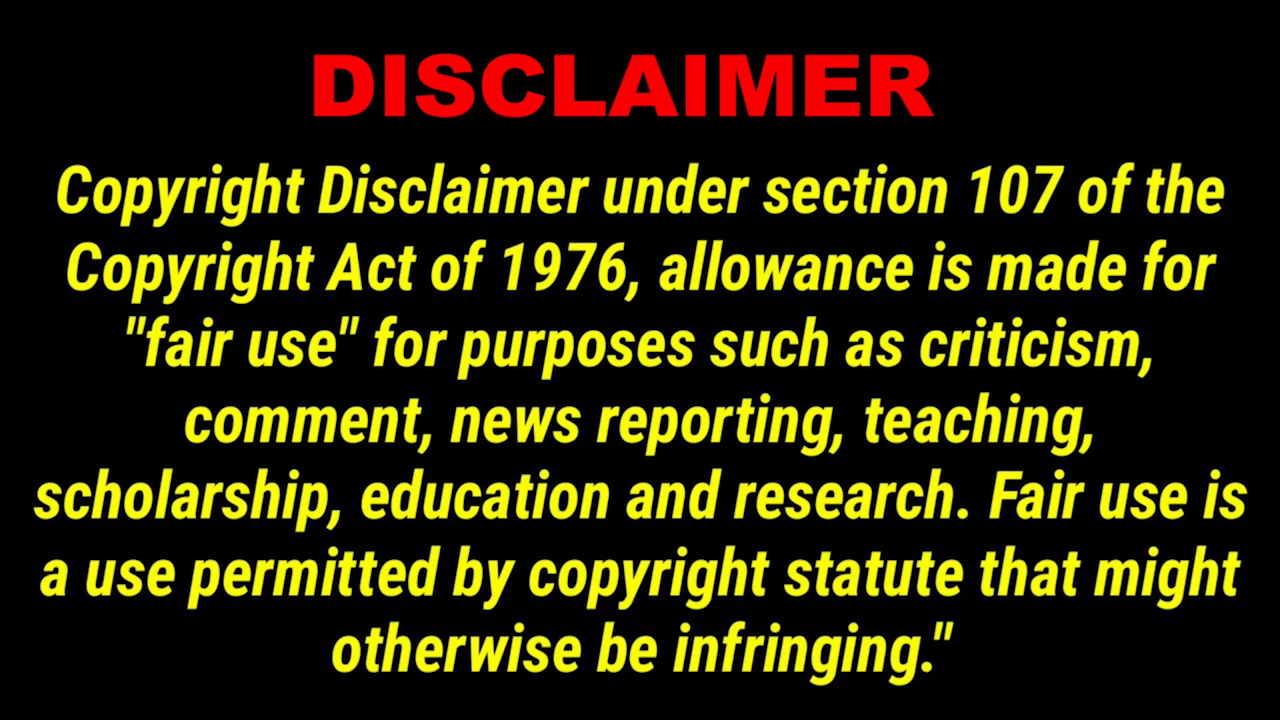 DISCLAIMER
Copyright Disclaimer under section 107 of the
Copyright Act of 1976, allowance is made for
"fair use" for purposes such as criticism,
comment, news reporting, teaching,
scholarship, education and research. Fair use is
a use permitted by copyright statute that might
otherwise be infringing."